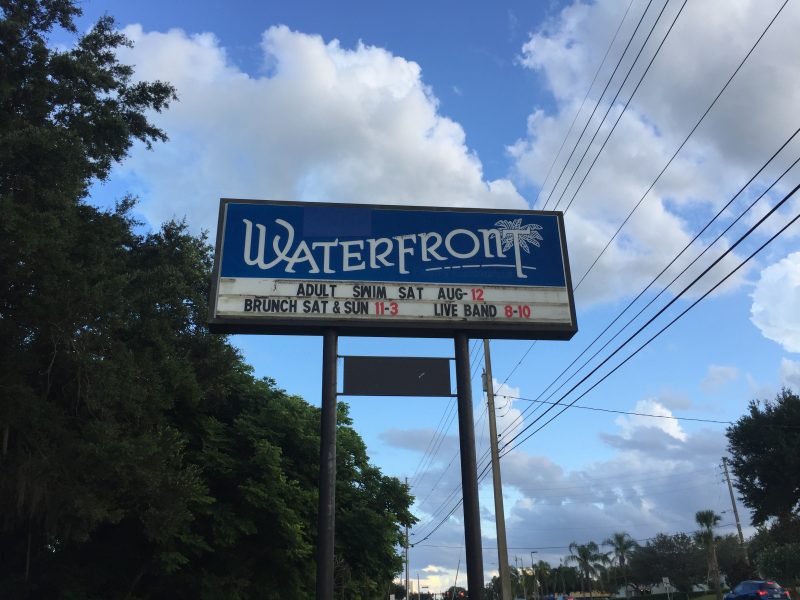 WATERFRONT
ADULT SWIM SAT AUG-12
BRUNCH SAT & SUN 11-3 LIVE BAND 8-10